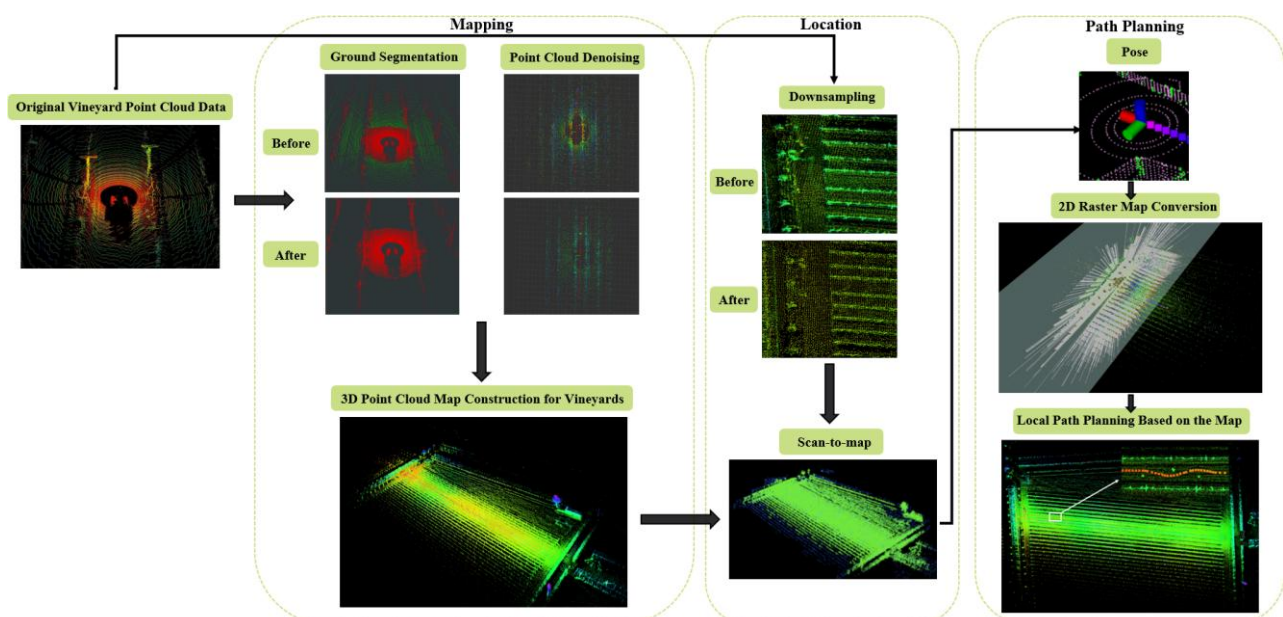 Mapping
Location
Path Planning
Original Vineyard Point Cloud Data
Ground Segmentation
Point Cloud Denoising
Before
After
3D Point Cloud Map Construction for Vineyards
Downsampling
Before
After
Scan-to-map
Pose
2D Raster Map Conversion
Local Path Planning Based on the Map